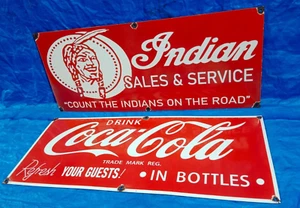 Indian
SALES & SERVICE
"COUNT THE INDIANS ON THE ROAD"
DRINK
Coca-Cola
TRADE MARK REG.
Refresh YOUR GUESTS!
• IN BOTTLES •